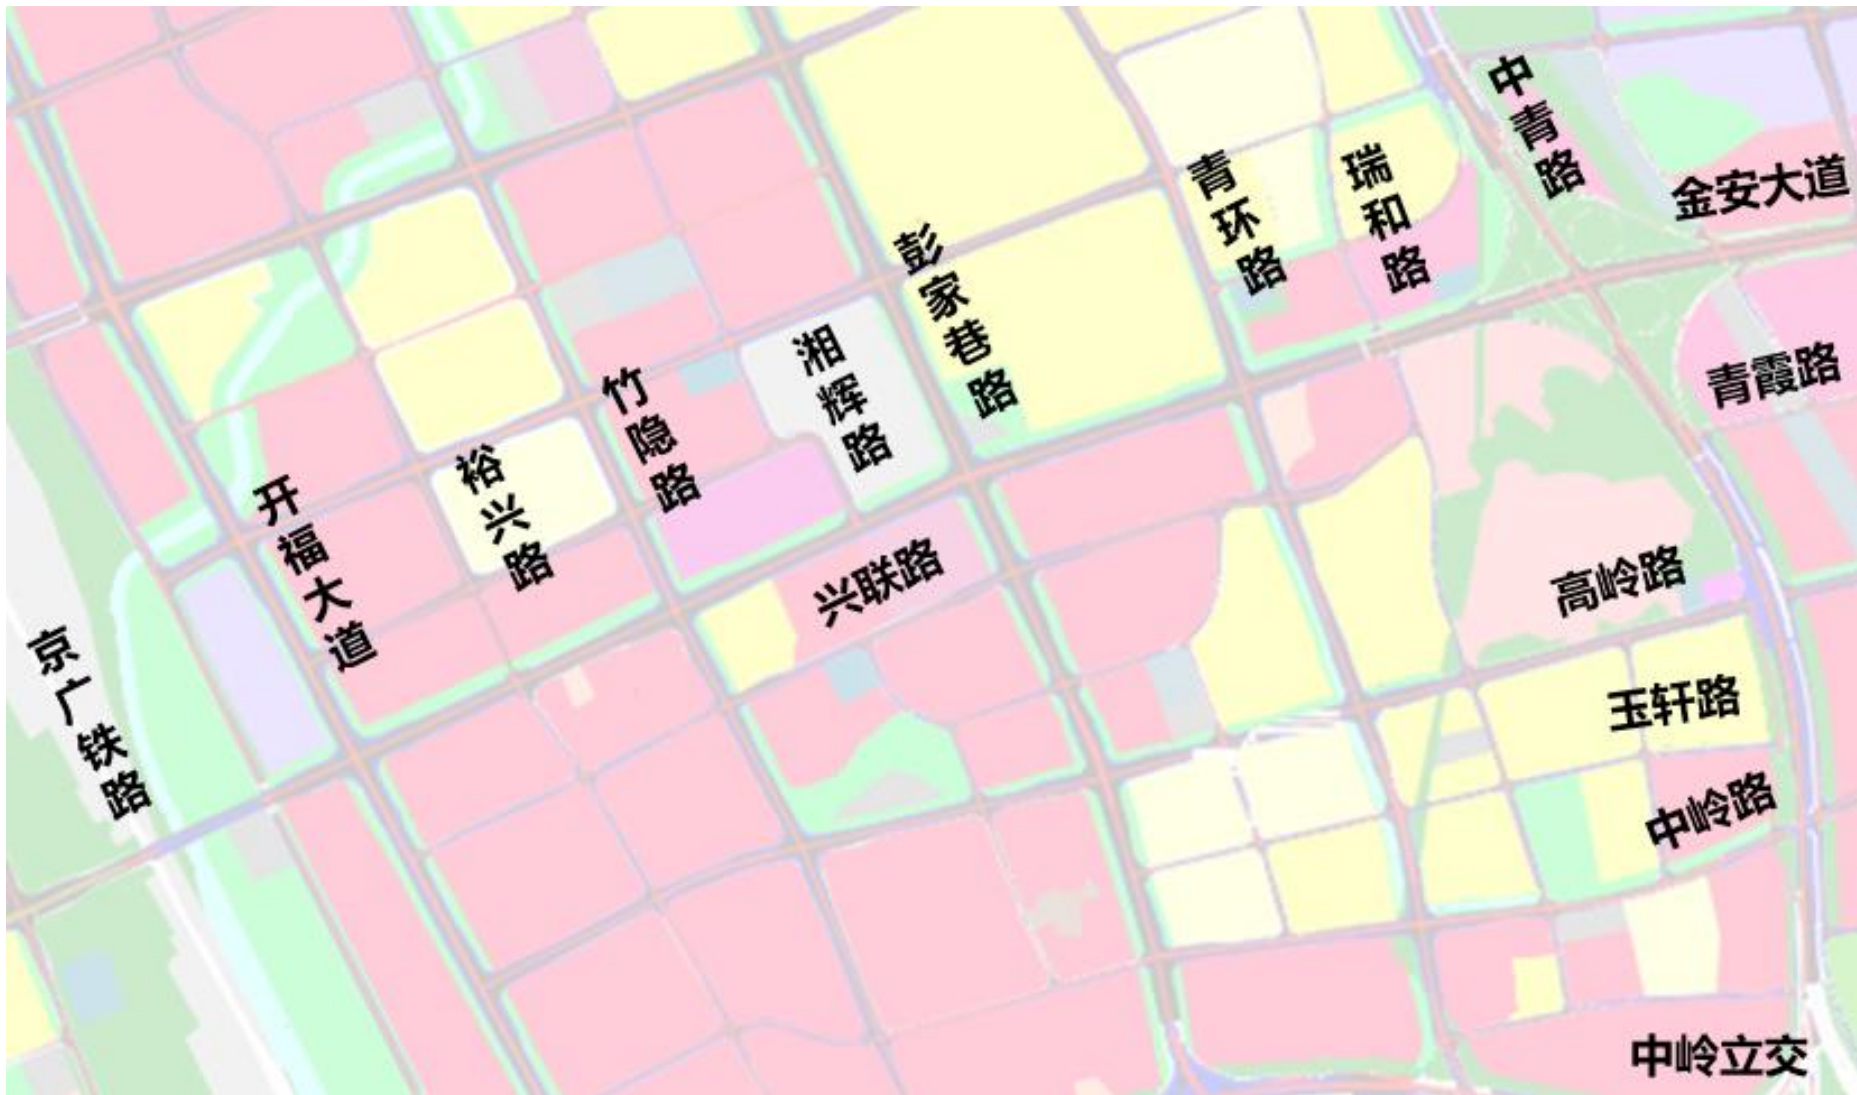 中青路
金安大道
青环路
瑞和路
彭家巷路
湘辉路
青霞路
竹隐路
裕兴路
开福大道
兴联路
高岭路
京广铁路
玉轩路
中岭路
中岭立交